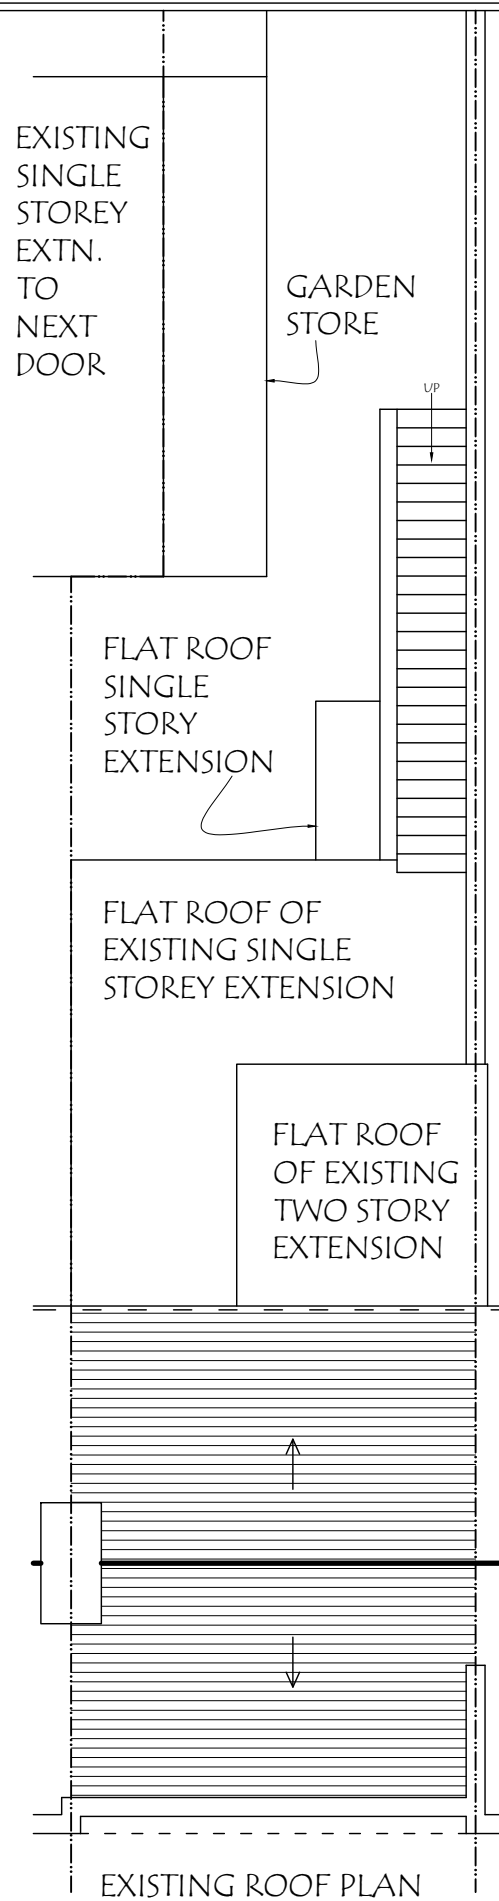 EXISTING
SINGLE
STOREY
EXTN.
TO
NEXT
DOOR
GARDEN
STORE
UP
FLAT ROOF
SINGLE
STORY
EXTENSION
FLAT ROOF OF
EXISTING SINGLE
STOREY EXTENSION
FLAT ROOF
OF EXISTING
TWO STORY
EXTENSION
EXISTING ROOF PLAN